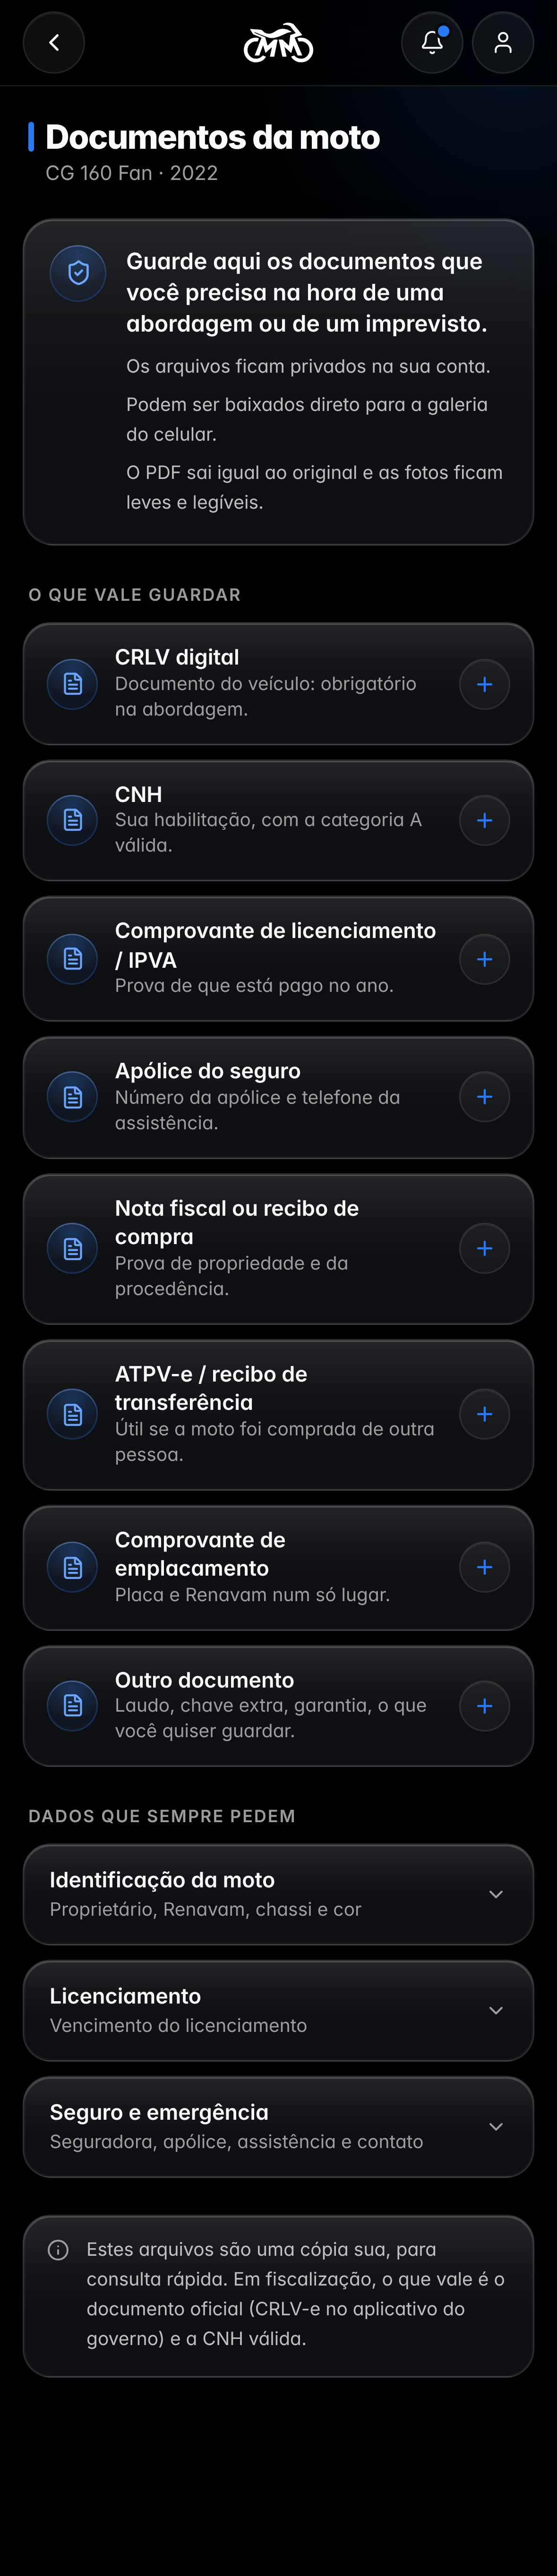 MM
Documentos da moto
CG 160 Fan · 2022
Guarde aqui os documentos que
você precisa na hora de uma
abordagem ou de um imprevisto.
Os arquivos ficam privados na sua conta.
Podem ser baixados direto para a galeria
do celular.
O PDF sai igual ao original e as fotos ficam
leves e legíveis.
O QUE VALE GUARDAR
CRLV digital
Documento do veículo: obrigatório
na abordagem.
CNH
Sua habilitação, com a categoria A
válida.
Comprovante de licenciamento
/ IPVA
Prova de que está pago no ano.
Apólice do seguro
Número da apólice e telefone da
assistência.
Nota fiscal ou recibo de
compra
Prova de propriedade e da
procedência.
ATPV-e / recibo de
transferência
Útil se a moto foi comprada de outra
pessoa.
Comprovante de
emplacamento
Placa e Renavam num só lugar.
Outro documento
Laudo, chave extra, garantia, o que
você quiser guardar.
DADOS QUE SEMPRE PEDEM
Identificação da moto
Proprietário, Renavam, chassi e cor
Licenciamento
Vencimento do licenciamento
Seguro e emergência
Seguradora, apólice, assistência e contato
Estes arquivos são uma cópia sua, para
consulta rápida. Em fiscalização, o que vale é o
documento oficial (CRLV-e no aplicativo do
governo) e a CNH válida.